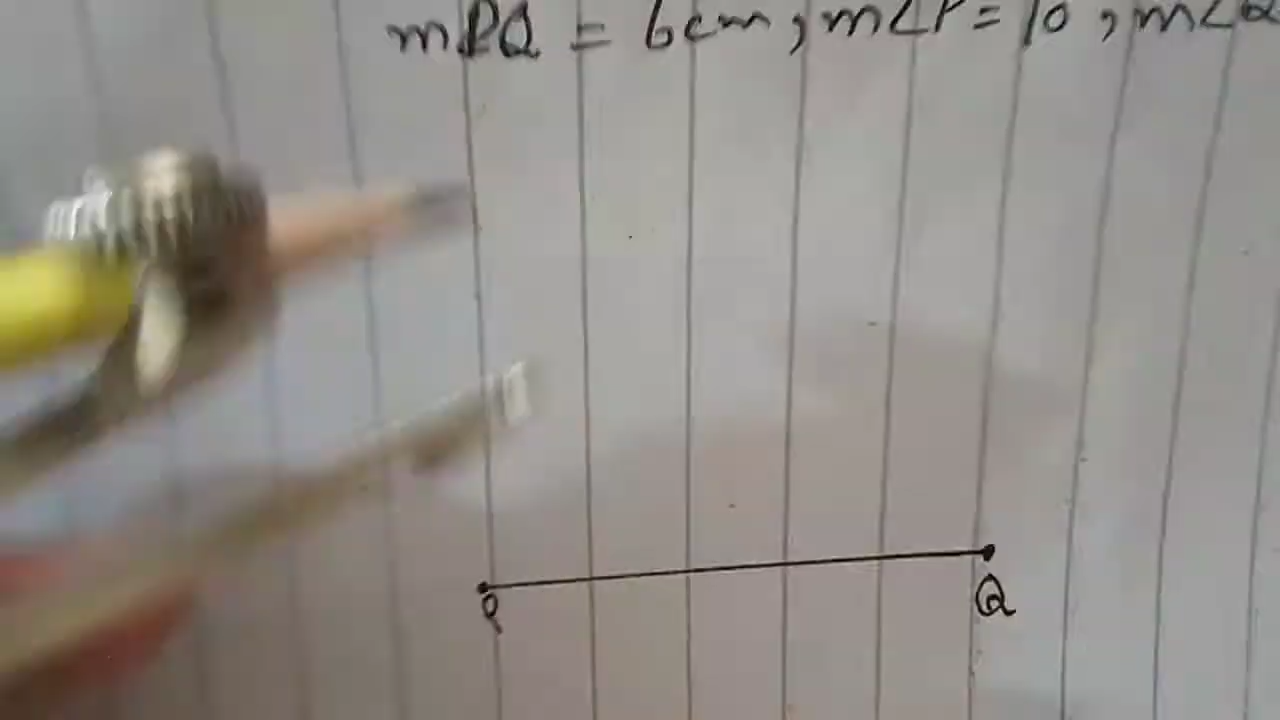 mPQ = 6cm, m∠P = 10, m∠Q
P
Q